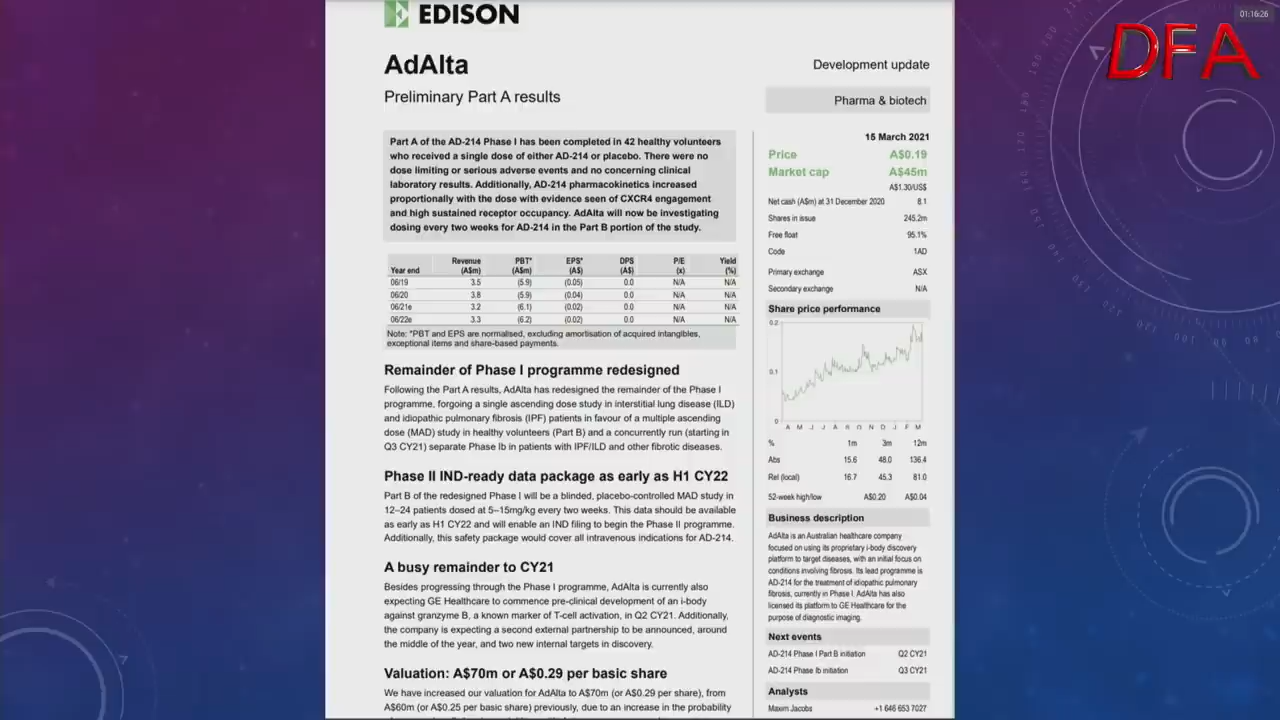 EDISON
01:16:26
DFA
AdAlta
Development update
Preliminary Part A results
Pharma & biotech
Part A of the AD-214 Phase I has been completed in 42 healthy volunteers
who received a single dose of either AD-214 or placebo. There were no
dose limiting or serious adverse events and no concerning clinical
laboratory results. Additionally, AD-214 pharmacokinetics increased
proportionally with the dose with evidence seen of CXCR4 engagement
and high sustained receptor occupancy. AdAlta will now be investigating
dosing every two weeks for AD-214 in the Part B portion of the study.
Year end Revenue (A$m) PBT* (A$m) EPS* (A$) DPS (A$) P/E (x) Yield (%)
06/19 3.5 (5.9) (0.05) 0.0 N/A N/A
06/20 3.8 (5.9) (0.04) 0.0 N/A N/A
06/21e 3.2 (6.1) (0.02) 0.0 N/A N/A
06/22e 3.3 (6.2) (0.02) 0.0 N/A N/A
Note: *PBT and EPS are normalised, excluding amortisation of acquired intangibles,
exceptional items and share-based payments.
Remainder of Phase I programme redesigned
Following the Part A results, AdAlta has redesigned the remainder of the Phase I
programme, forgoing a single ascending dose study in interstitial lung disease (ILD)
and idiopathic pulmonary fibrosis (IPF) patients in favour of a multiple ascending
dose (MAD) study in healthy volunteers (Part B) and a concurrently run (starting in
Q3 CY21) separate Phase Ib in patients with IPF/ILD and other fibrotic diseases.
Phase II IND-ready data package as early as H1 CY22
Part B of the redesigned Phase I will be a blinded, placebo-controlled MAD study in
12–24 patients dosed at 5–15mg/kg every two weeks. This data should be available
as early as H1 CY22 and will enable an IND filing to begin the Phase II programme.
Additionally, this safety package would cover all intravenous indications for AD-214.
A busy remainder to CY21
Besides progressing through the Phase I programme, AdAlta is currently also
expecting GE Healthcare to commence pre-clinical development of an i-body
against granzyme B, a known marker of T-cell activation, in Q2 CY21. Additionally,
the company is expecting a second external partnership to be announced, around
the middle of the year, and two new internal targets in discovery.
Valuation: A$70m or A$0.29 per basic share
We have increased our valuation for AdAlta to A$70m (or A$0.29 per share), from
A$60m (or A$0.25 per basic share) previously, due to an increase in the probability
15 March 2021
Price A$0.19
Market cap A$45m
A$1.30/US$
Net cash (A$m) at 31 December 2020 8.1
Shares in issue 245.2m
Free float 95.1%
Code 1AD
Primary exchange ASX
Secondary exchange N/A
Share price performance
0.2
0.1
0
A M J J A S O N D J F M
% 1m 3m 12m
Abs 15.6 48.0 136.4
Rel (local) 16.7 45.3 81.0
52-week high/low A$0.20 A$0.04
Business description
AdAlta is an Australian healthcare company
focused on using its proprietary i-body discovery
platform to target diseases, with an initial focus on
conditions involving fibrosis. Its lead programme is
AD-214 for the treatment of idiopathic pulmonary
fibrosis, currently in Phase I. AdAlta has also
licensed its platform to GE Healthcare for the
purpose of diagnostic imaging.
Next events
AD-214 Phase I Part B initiation Q2 CY21
AD-214 Phase Ib initiation Q3 CY21
Analysts
Maxim Jacobs +1 646 653 7027